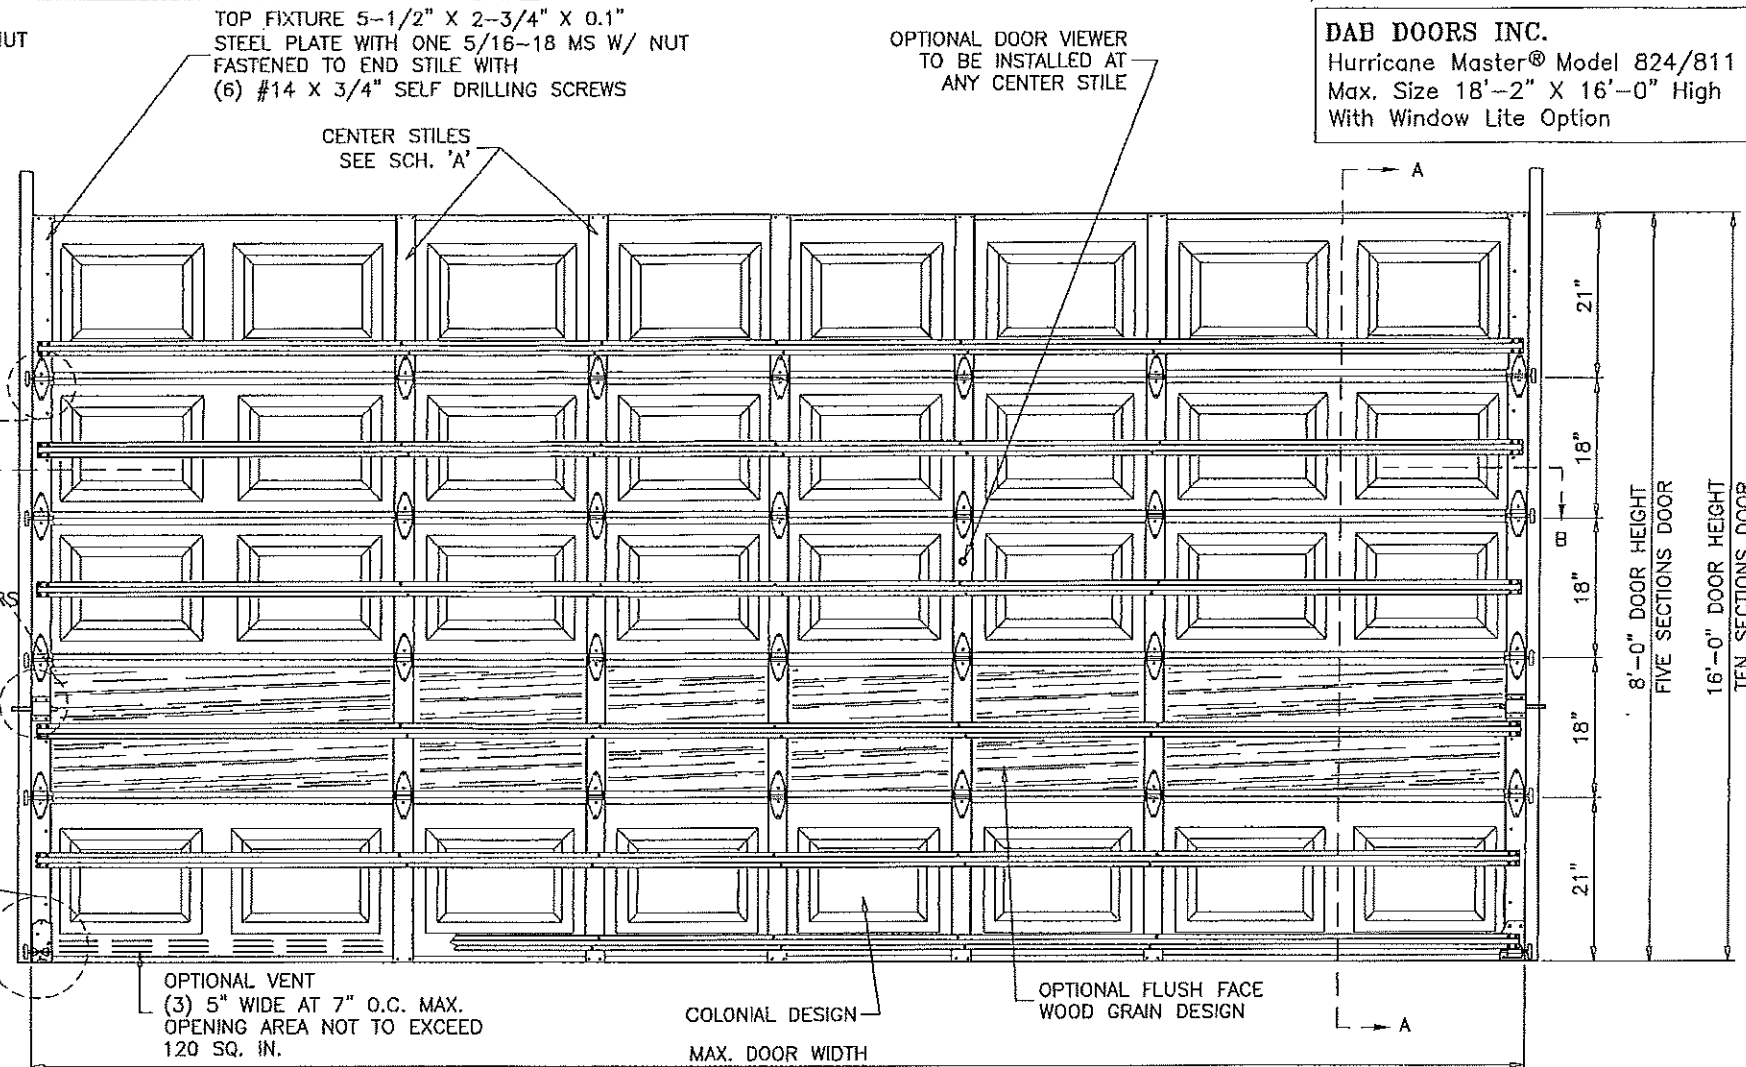 TOP FIXTURE 5-1/2" X 2-3/4" X 0.1"
STEEL PLATE WITH ONE 5/16-18 MS W/ NUT
FASTENED TO END STILE WITH
(6) #14 X 3/4" SELF DRILLING SCREWS
CENTER STILES
SEE SCH. 'A'
OPTIONAL DOOR VIEWER
TO BE INSTALLED AT
ANY CENTER STILE
DAB DOORS INC.
Hurricane Master® Model 824/811
Max. Size 18'-2" X 16'-0" High
With Window Lite Option
A
21"
18"
B
18"
18"
21"
8'-0" DOOR HEIGHT
FIVE SECTIONS DOOR
16'-0" DOOR HEIGHT
TEN SECTIONS DOOR
OPTIONAL VENT
(3) 5" WIDE AT 7" O.C. MAX.
OPENING AREA NOT TO EXCEED
120 SQ. IN.
COLONIAL DESIGN
OPTIONAL FLUSH FACE
WOOD GRAIN DESIGN
A
MAX. DOOR WIDTH